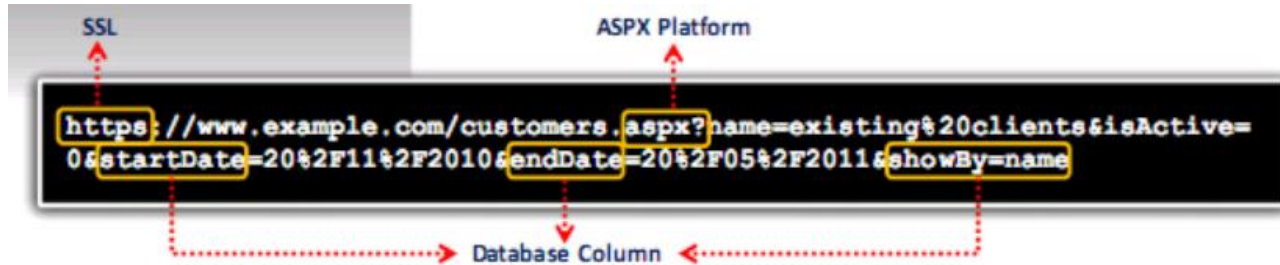 SSL
ASPX Platform
https://www.example.com/customers.aspx?name=existing%20clients&isActive=
0&startDate=20%2F11%2F2010&endDate=20%2F05%2F2011&showBy=name
Database Column